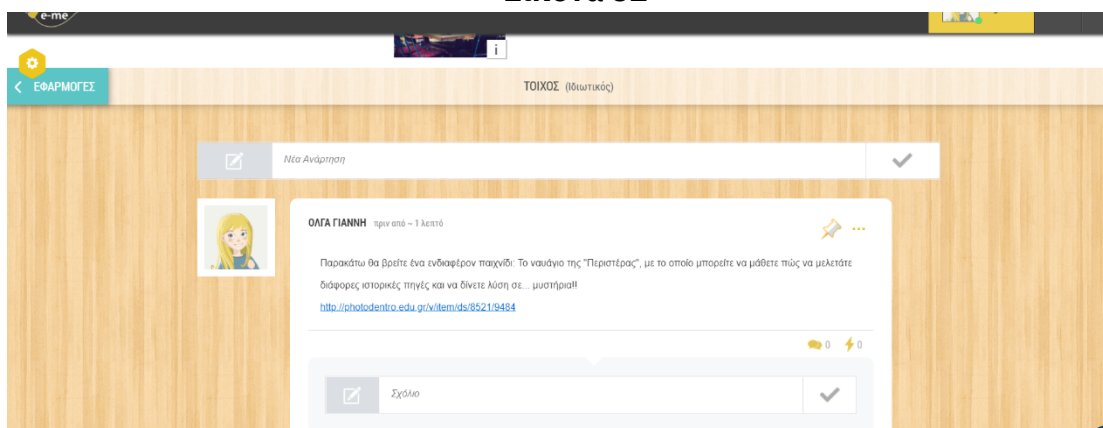 e-me
i
ΕΦΑΡΜΟΓΕΣ
ΤΟΙΧΟΣ (Ιδιωτικός)
Νέα Ανάρτηση
ΟΛΓΑ ΓΙΑΝΝΗ πριν από ~ 1 λεπτό
Παρακάτω θα βρείτε ένα ενδιαφέρον παιχνίδι: Το ναυάγιο της "Περιστέρας", με το οποίο μπορείτε να μάθετε πώς να μελετάτε
διάφορες ιστορικές πηγές και να δίνετε λύση σε... μυστήρια!!
http://photodentro.edu.gr/v/item/ds/8521/9484
0 0
Σχόλιο